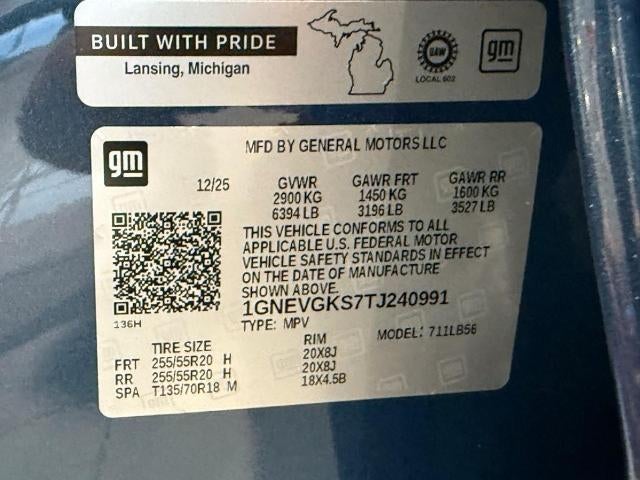 BUILT WITH PRIDE
Lansing, Michigan
UAW
LOCAL 602
gm
gm
MFD BY GENERAL MOTORS LLC
12/25 GVWR GAWR FRT GAWR RR
2900 KG 1450 KG 1600 KG
6394 LB 3196 LB 3527 LB
THIS VEHICLE CONFORMS TO ALL
APPLICABLE U.S. FEDERAL MOTOR
VEHICLE SAFETY STANDARDS IN EFFECT
ON THE DATE OF MANUFACTURE
SHOWN ABOVE.
1GNEVGKS7TJ240991
136H
TYPE: MPV MODEL: 711LB56
TIRE SIZE RIM
FRT 255/55R20 H 20X8J
RR 255/55R20 H 20X8J
SPA T135/70R18 M 18X4.5B